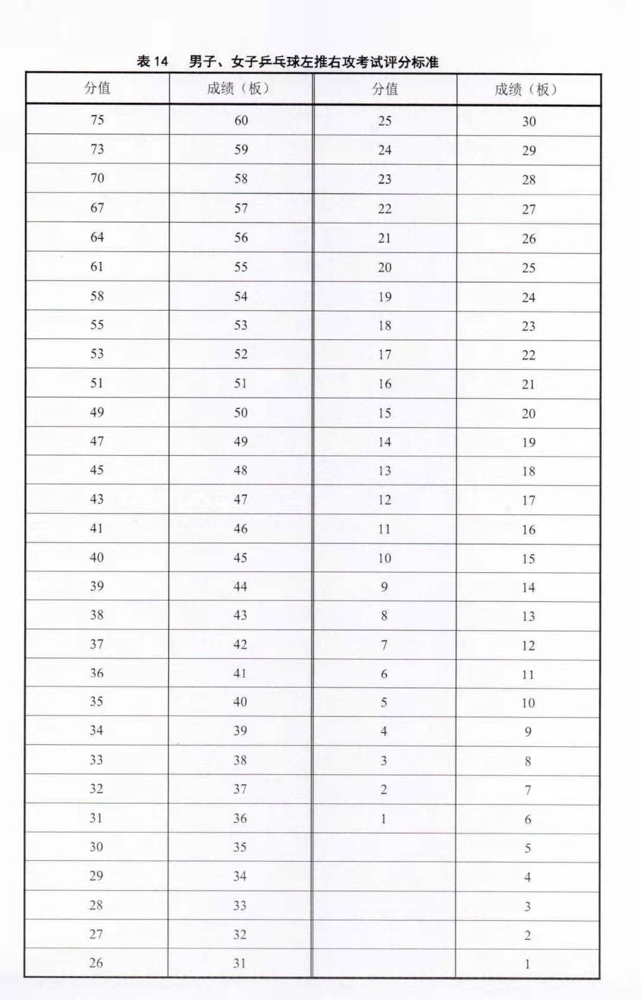 表 14 男子、女子乒乓球左推右攻考试评分标准
分值 成绩（板） 分值 成绩（板）
75 60 25 30
73 59 24 29
70 58 23 28
67 57 22 27
64 56 21 26
61 55 20 25
58 54 19 24
55 53 18 23
53 52 17 22
51 51 16 21
49 50 15 20
47 49 14 19
45 48 13 18
43 47 12 17
41 46 11 16
40 45 10 15
39 44 9 14
38 43 8 13
37 42 7 12
36 41 6 11
35 40 5 10
34 39 4 9
33 38 3 8
32 37 2 7
31 36 1 6
30 35 5
29 34 4
28 33 3
27 32 2
26 31 1